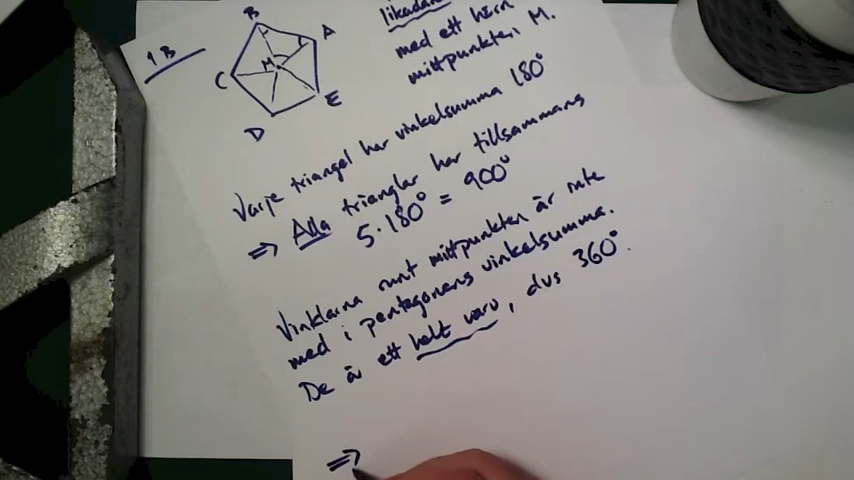 1B
B
A
M
C
E
D
likadana
med ett hörn
mittpunkten M.
Varje triangel har vinkelsumma 180°
⇒ Alla trianglar har tillsammans
5·180° = 900°
Vinklarna runt mittpunkten är inte
med i pentagonens vinkelsumma.
De är ett helt varv, dvs 360°.
⇒